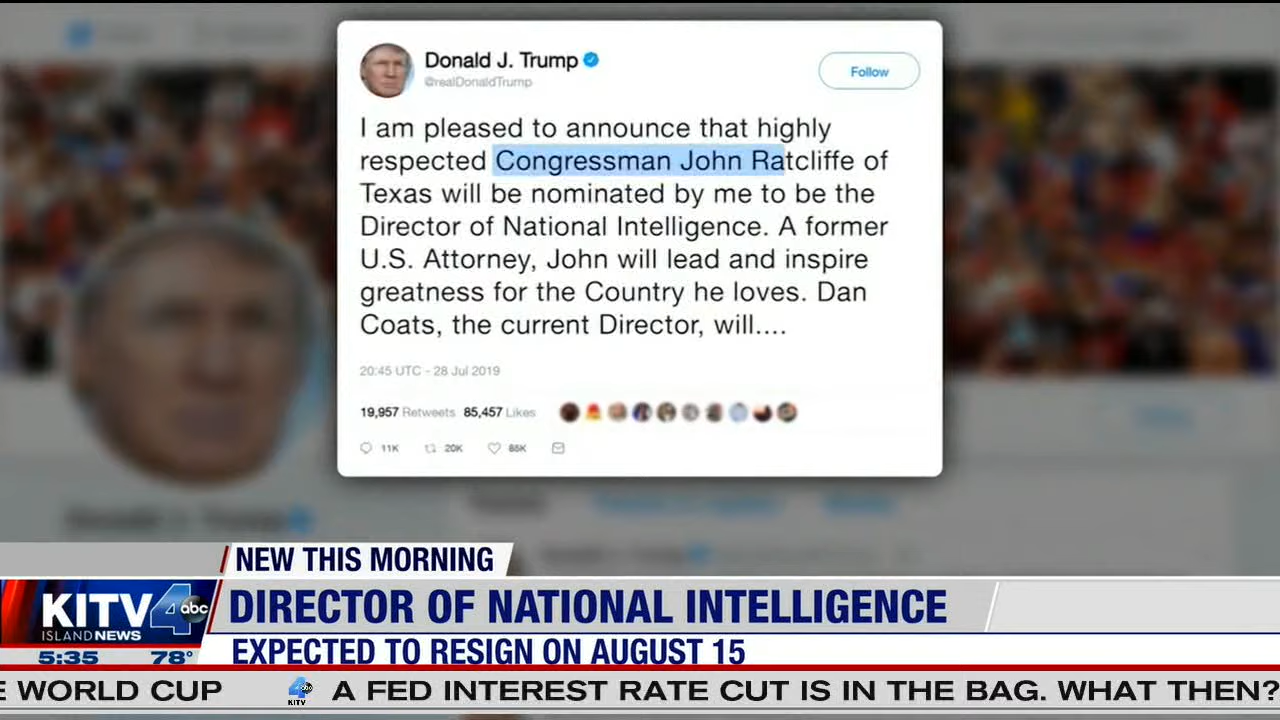 Donald J. Trump
@realDonaldTrump
Follow
I am pleased to announce that highly
respected Congressman John Ratcliffe of
Texas will be nominated by me to be the
Director of National Intelligence. A former
U.S. Attorney, John will lead and inspire
greatness for the Country he loves. Dan
Coats, the current Director, will....
20:45 UTC - 28 Jul 2019
19,957 Retweets 85,457 Likes
11K 20K 85K
NEW THIS MORNING
KITV 4 abc
ISLAND NEWS
DIRECTOR OF NATIONAL INTELLIGENCE
5:35 78°
EXPECTED TO RESIGN ON AUGUST 15
E WORLD CUP 4 abc KITV A FED INTEREST RATE CUT IS IN THE BAG. WHAT THEN?